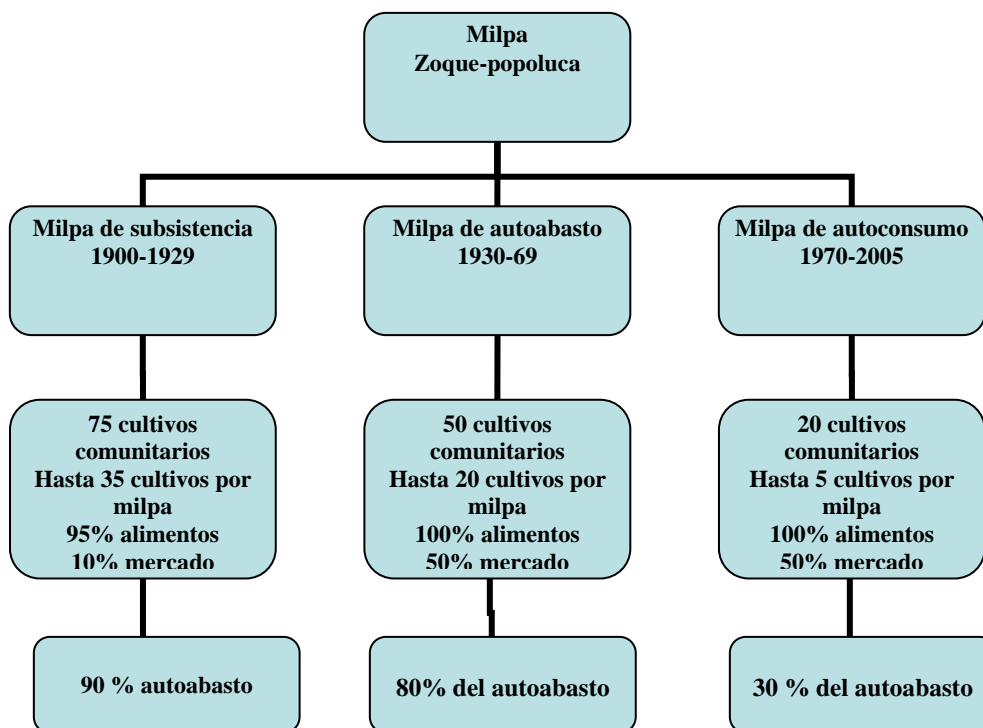 Milpa
Zoque-popoluca
Milpa de subsistencia
1900-1929
Milpa de autoabasto
1930-69
Milpa de autoconsumo
1970-2005
75 cultivos
comunitarios
Hasta 35 cultivos por
milpa
95% alimentos
10% mercado
50 cultivos
comunitarios
Hasta 20 cultivos por
milpa
100% alimentos
50% mercado
20 cultivos
comunitarios
Hasta 5 cultivos por
milpa
100% alimentos
50% mercado
90 % autoabasto
80% del autoabasto
30 % del autoabasto